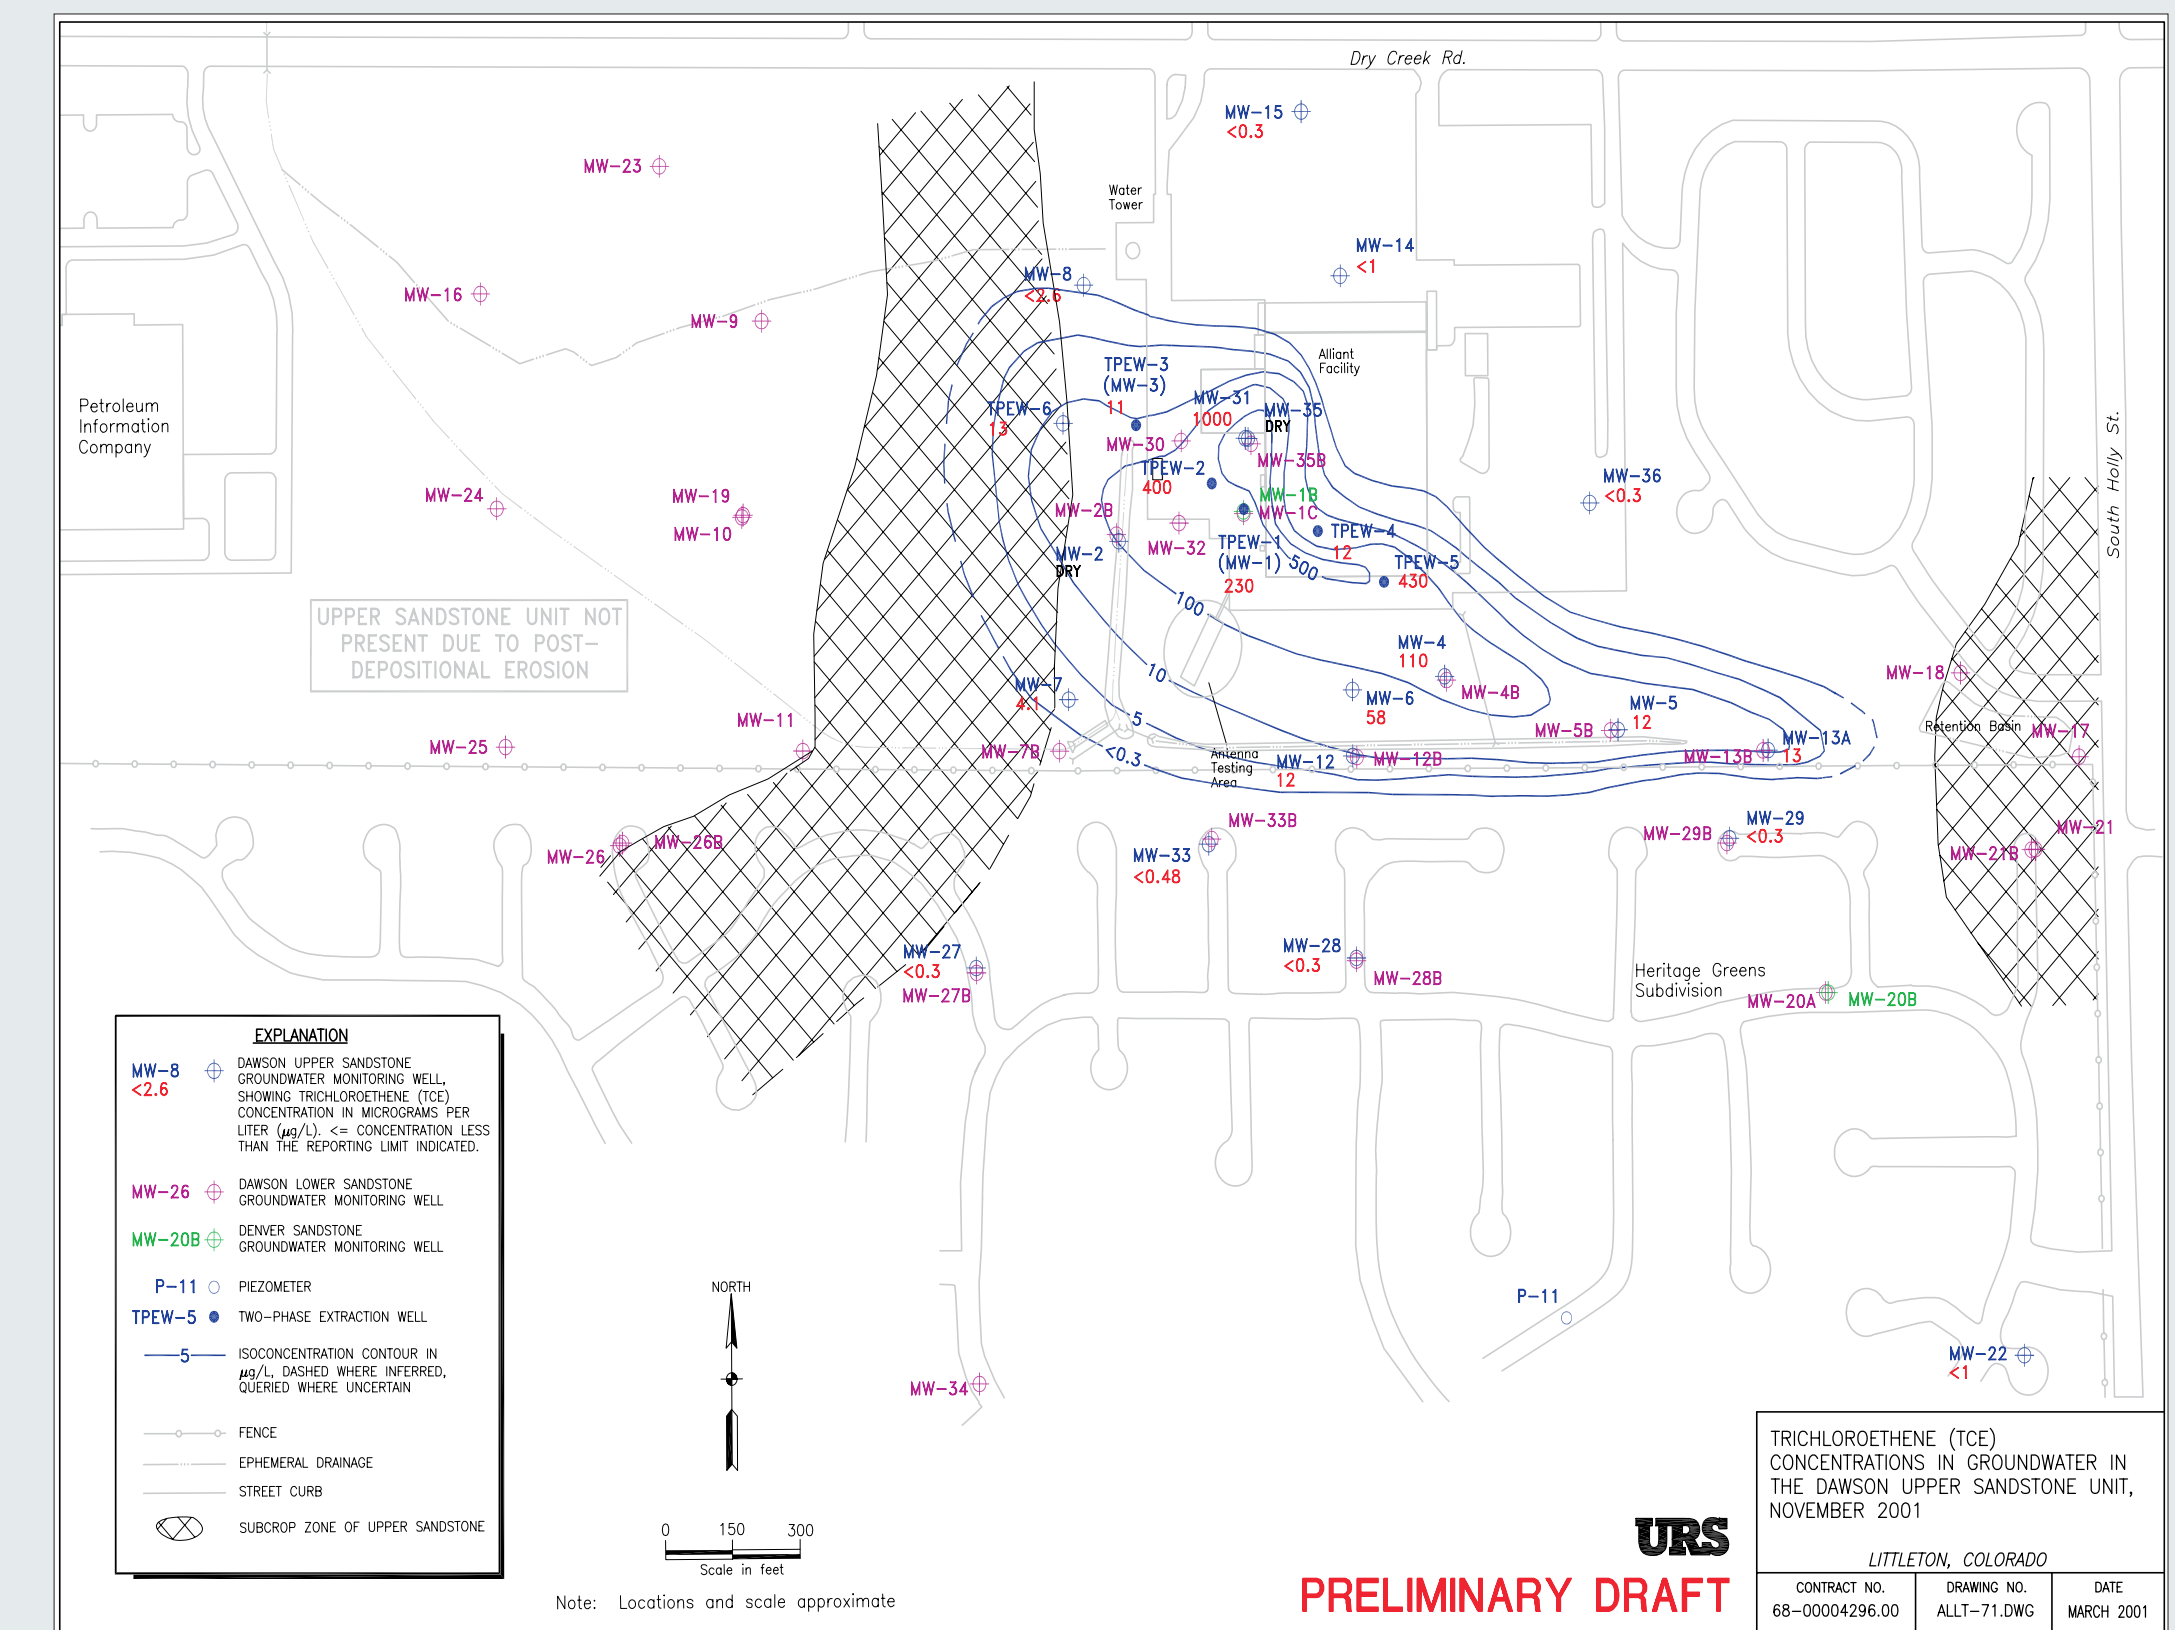 Dry Creek Rd.
MW-15
<0.3
MW-23
Water
Tower
MW-14
<1
MW-8
<2.6
MW-16
MW-9
Alliant
Facility
TPEW-3
(MW-3)
11
MW-31
1000
MW-35
DRY
TPEW-6
13
Petroleum
Information
Company
South Holly St.
MW-30
MW-35B
TPEW-2
400
MW-36
<0.3
MW-24
MW-19
MW-10
MW-1B
MW-1C
MW-2B
MW-2
DRY
MW-32
TPEW-1
(MW-1)
230
TPEW-4
12
TPEW-5
430
500
100
10
5
<0.3
UPPER SANDSTONE UNIT NOT
PRESENT DUE TO POST-
DEPOSITIONAL EROSION
MW-4
110
MW-4B
MW-6
58
MW-7
4.1
MW-18
MW-5
12
MW-5B
Retention Basin
MW-17
MW-11
MW-25
MW-7B
Antenna
Testing
Area
MW-12
12
MW-12B
MW-13A
13
MW-13B
MW-26
MW-26B
MW-33B
MW-33
<0.48
MW-29B
MW-29
<0.3
MW-21
MW-21B
MW-27
<0.3
MW-27B
MW-28
<0.3
MW-28B
Heritage Greens
Subdivision
MW-20A
MW-20B
EXPLANATION
MW-8
<2.6
DAWSON UPPER SANDSTONE
GROUNDWATER MONITORING WELL,
SHOWING TRICHLOROETHENE (TCE)
CONCENTRATION IN MICROGRAMS PER
LITER (μg/L). <= CONCENTRATION LESS
THAN THE REPORTING LIMIT INDICATED.
MW-26
DAWSON LOWER SANDSTONE
GROUNDWATER MONITORING WELL
MW-20B
DENVER SANDSTONE
GROUNDWATER MONITORING WELL
P-11
PIEZOMETER
TPEW-5
TWO-PHASE EXTRACTION WELL
5
ISOCONCENTRATION CONTOUR IN
μg/L, DASHED WHERE INFERRED,
QUERIED WHERE UNCERTAIN
FENCE
EPHEMERAL DRAINAGE
STREET CURB
SUBCROP ZONE OF UPPER SANDSTONE
NORTH
P-11
MW-22
<1
MW-34
0 150 300
Scale in feet
Note: Locations and scale approximate
URS
PRELIMINARY DRAFT
TRICHLOROETHENE (TCE)
CONCENTRATIONS IN GROUNDWATER IN
THE DAWSON UPPER SANDSTONE UNIT,
NOVEMBER 2001
LITTLETON, COLORADO
CONTRACT NO.
68-00004296.00
DRAWING NO.
ALLT-71.DWG
DATE
MARCH 2001